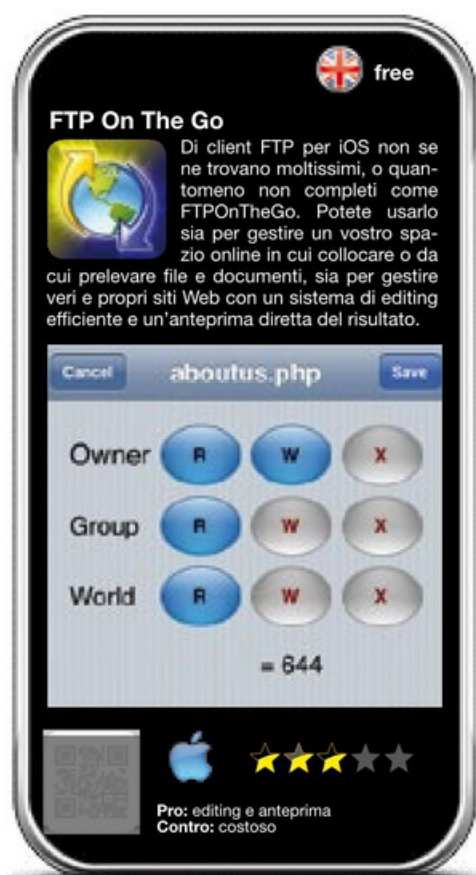 free
FTP On The Go
Di client FTP per iOS non se
ne trovano moltissimi, o quan-
tomeno non completi come
FTPOnTheGo. Potete usarlo
sia per gestire un vostro spa-
zio online in cui collocare o da
cui prelevare file e documenti, sia per gestire
veri e propri siti Web con un sistema di editing
efficiente e un'anteprima diretta del risultato.
Cancel aboutus.php Save
Owner R W X
Group R W X
World R W X
= 644
Pro: editing e anteprima
Contro: costoso